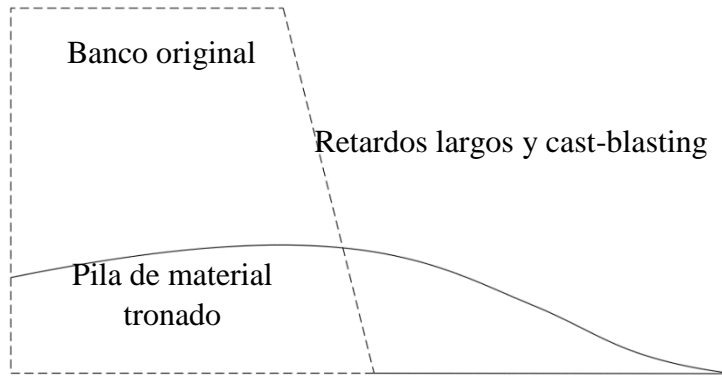 Banco original
Retardos largos y cast-blasting
Pila de material
tronado